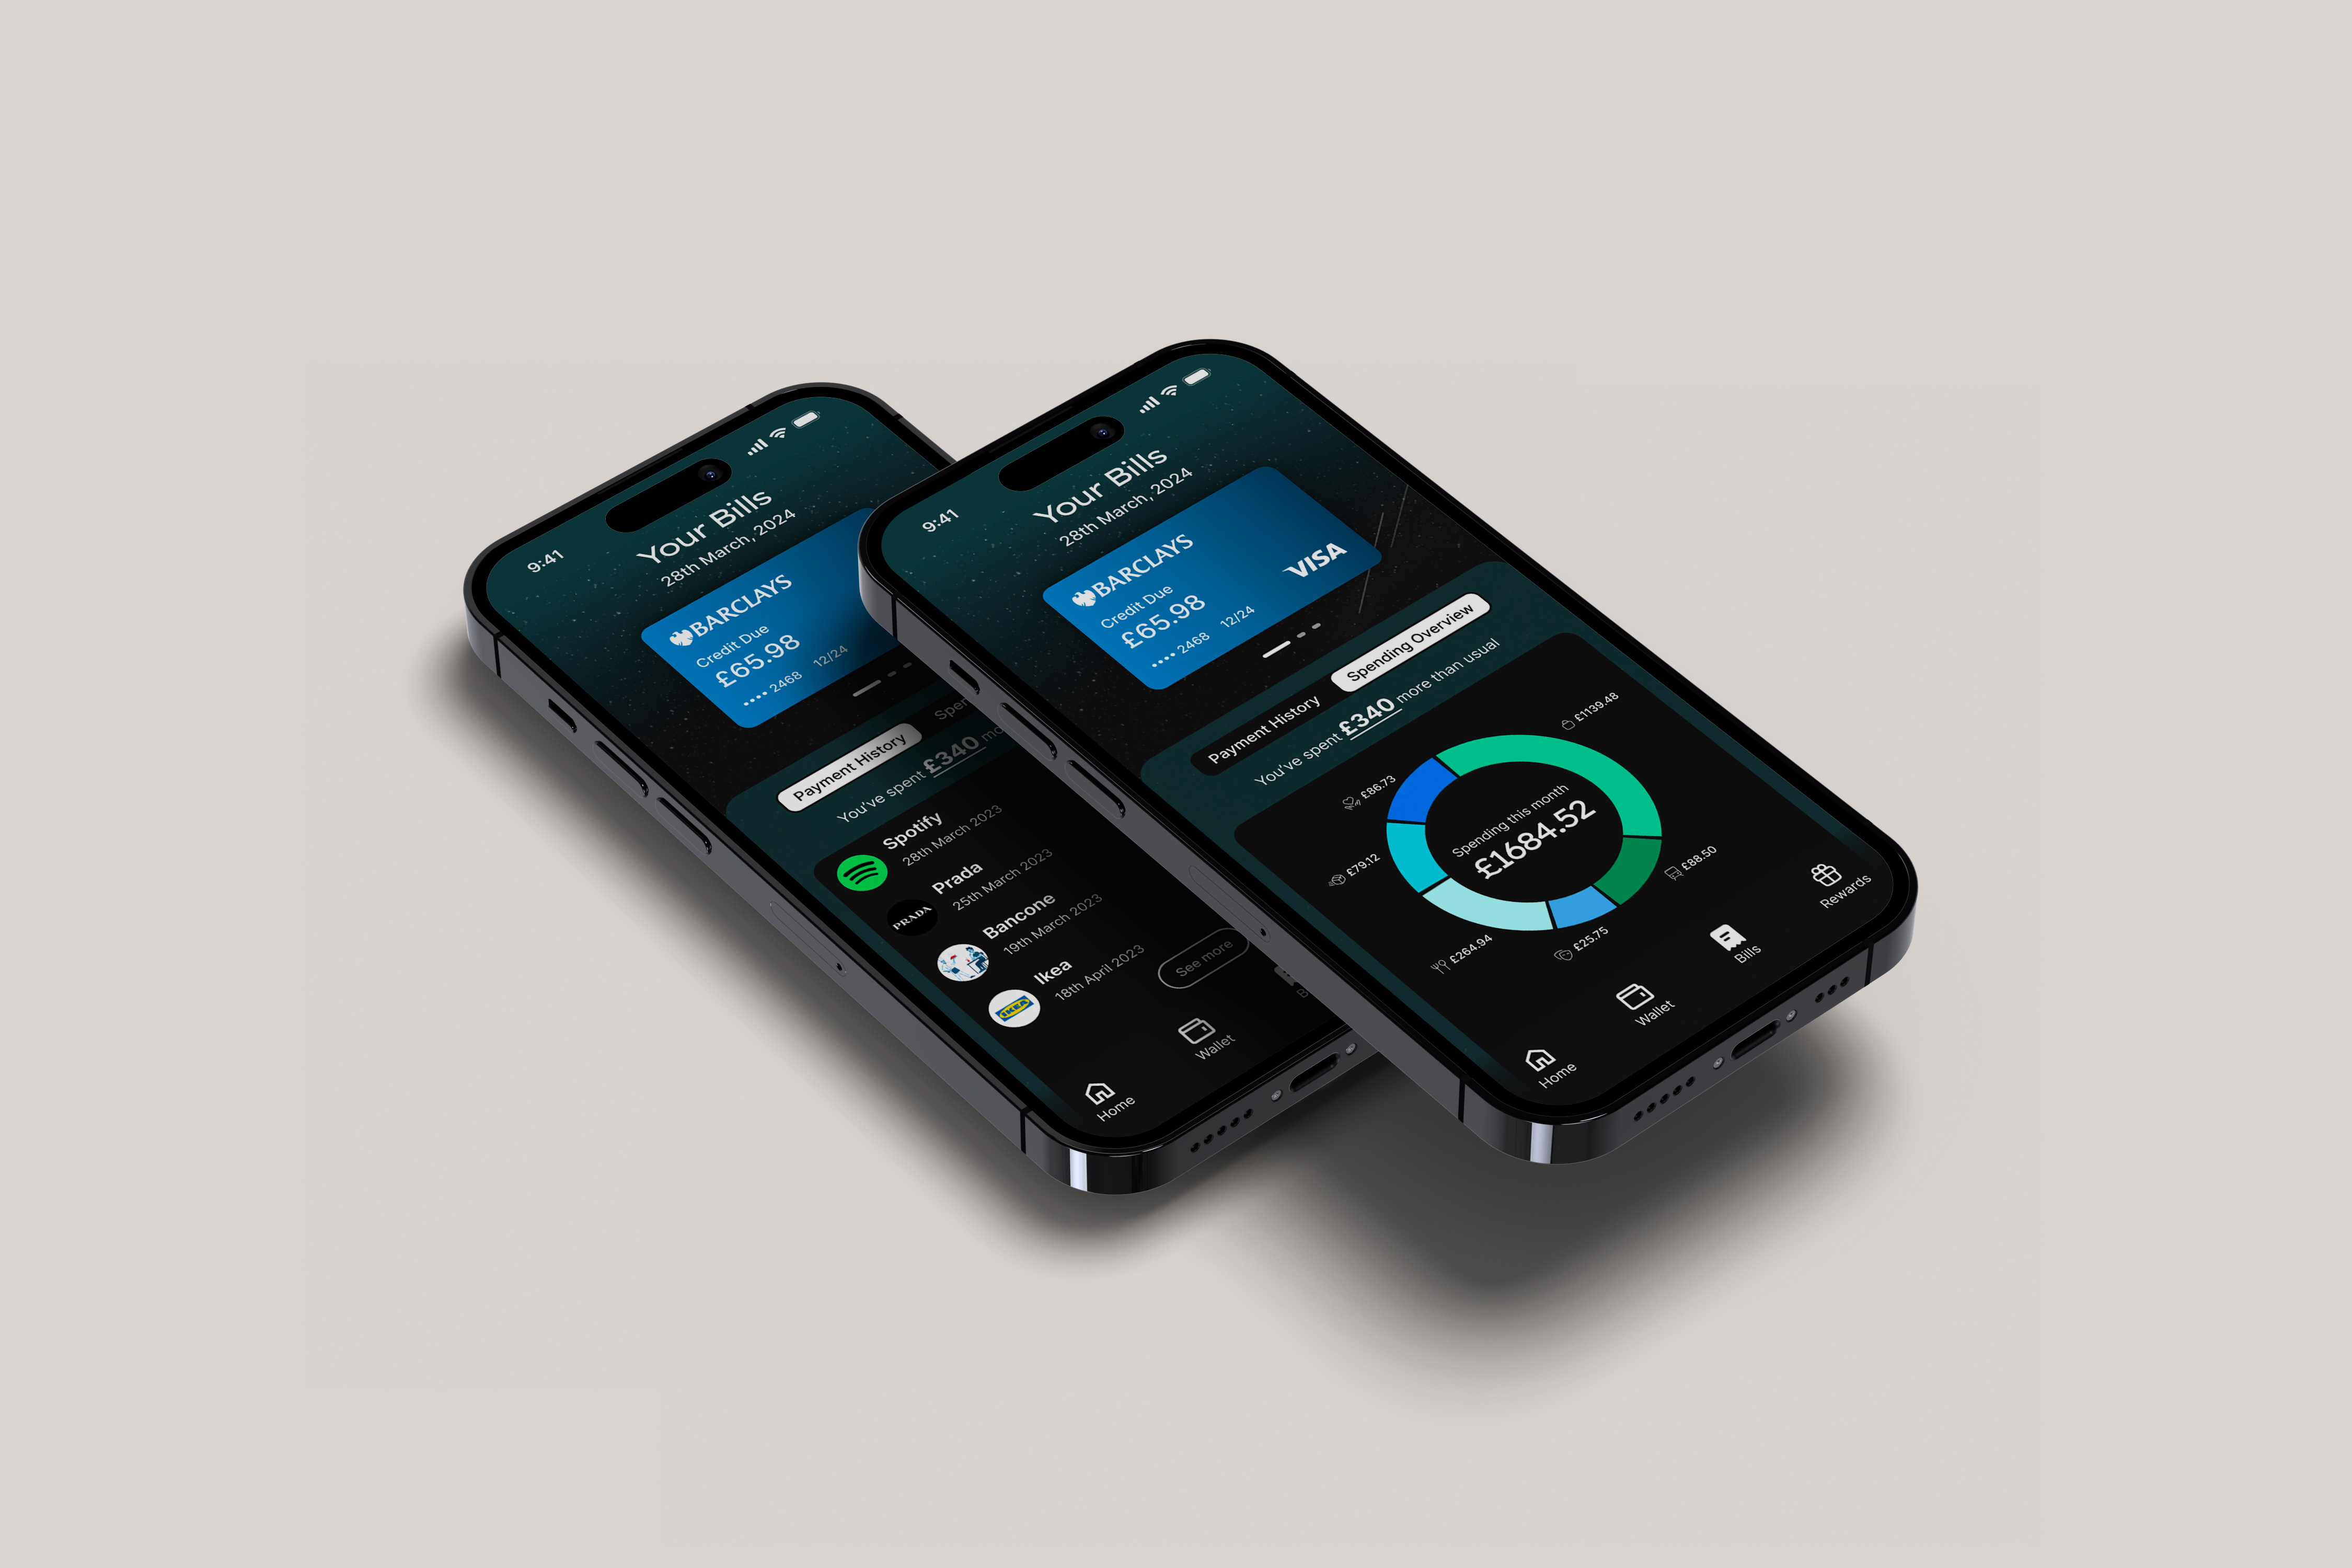 9:41
Your Bills
28th March, 2024
BARCLAYS
Credit Due
£65.98
•••• 2468 12/24
Payment History
You've spent £340
Spotify
28th March 2023
PRADA
Prada
25th March 2023
Bancone
19th March 2023
IKEA
Ikea
18th April 2023
See more
Home
Wallet
9:41
Your Bills
28th March, 2024
BARCLAYS
Credit Due
£65.98
•••• 2468 12/24
VISA
Payment History Spending Overview
You've spent £340 more than usual
£1139.48
£86.73
Spending this month
£1684.52
£79.12
£88.50
£264.94
£25.75
Home
Wallet
Bills
Rewards